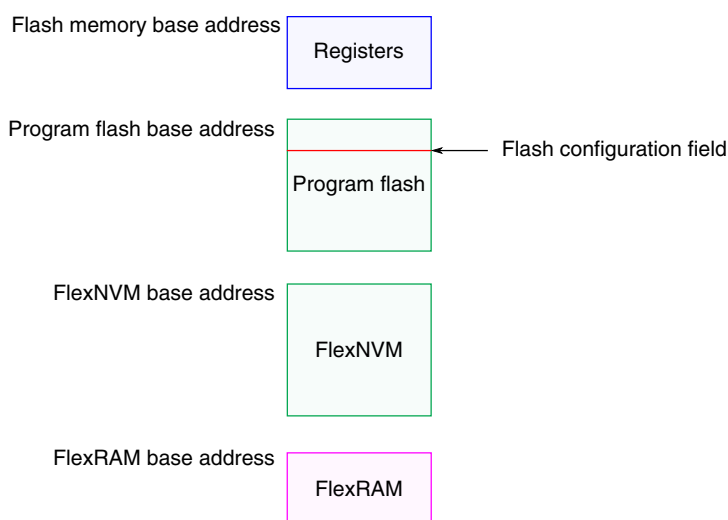 Flash memory base address
Registers
Program flash base address
Flash configuration field
Program flash
FlexNVM base address
FlexNVM
FlexRAM base address
FlexRAM